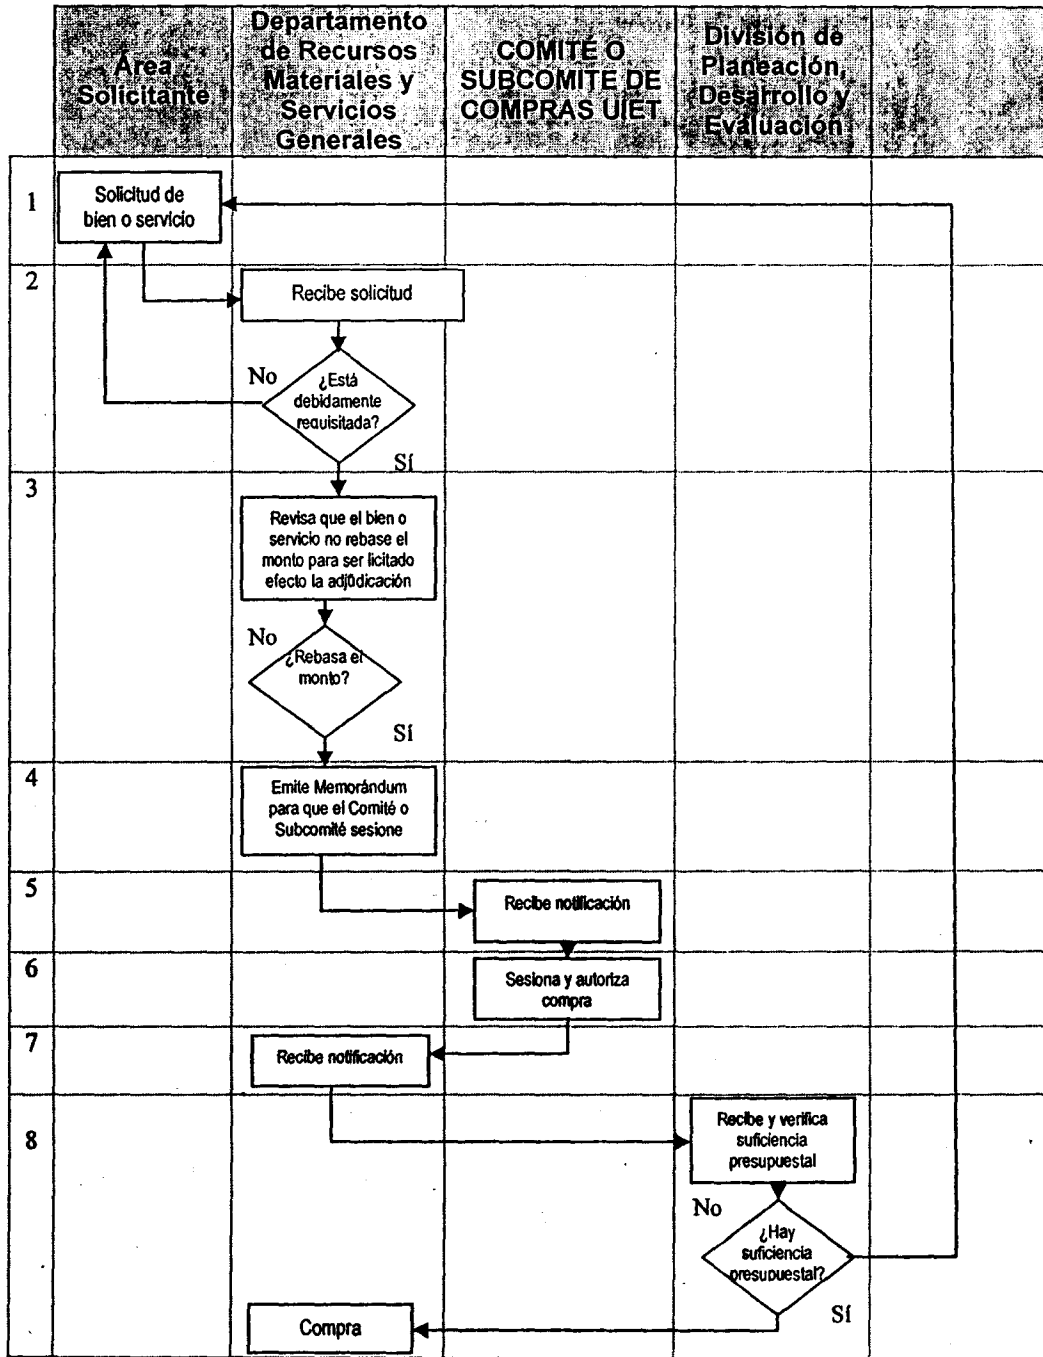 Área
Solicitante
Departamento
de Recursos
Materiales y
Servicios
Generales
COMITÉ O
SUBCOMITE DE
COMPRAS UIET
División de
Planeación,
Desarrollo y
Evaluación
1
Solicitud de
bien o servicio
2
Recibe solicitud
No
¿Está
debidamente
requisitada?
Sí
3
Revisa que el bien o
servicio no rebase el
monto para ser licitado
efecto la adjudicación
No
¿Rebasa el
monto?
Sí
4
Emite Memorándum
para que el Comité o
Subcomité sesione
5
Recibe notificación
6
Sesiona y autoriza
compra
7
Recibe notificación
8
Recibe y verifica
suficiencia
presupuestal
No
¿Hay
suficiencia
presupuestal?
Sí
Compra